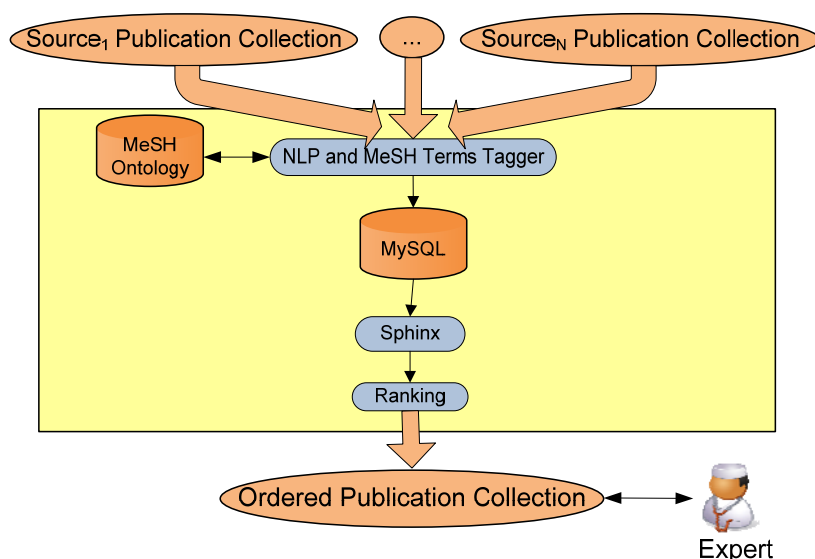 Source₁ Publication Collection
...
Sourceₙ Publication Collection
MeSH
Ontology
NLP and MeSH Terms Tagger
MySQL
Sphinx
Ranking
Ordered Publication Collection
Expert